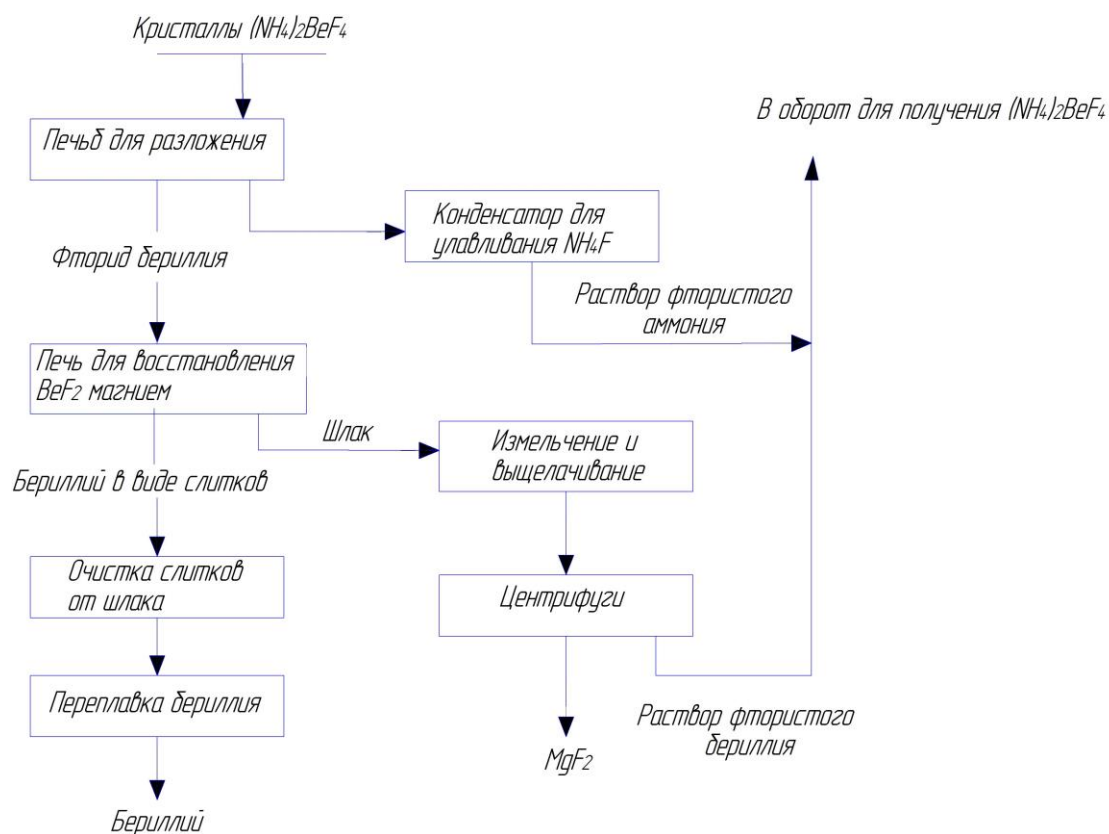 Кристаллы (NH4)2BeF4
В оборот для получения (NH4)2BeF4
Печьб для разложения
Конденсатор для
улавливания NH4F
Фторид бериллия
Раствор фтористого
аммония
Печь для восстановления
BeF2 магнием
Шлак
Измельчение и
выщелачивание
Бериллий в виде слитков
Очистка слитков
от шлака
Центрифуги
Переплавка бериллия
Раствор фтористого
бериллия
MgF2
Бериллий